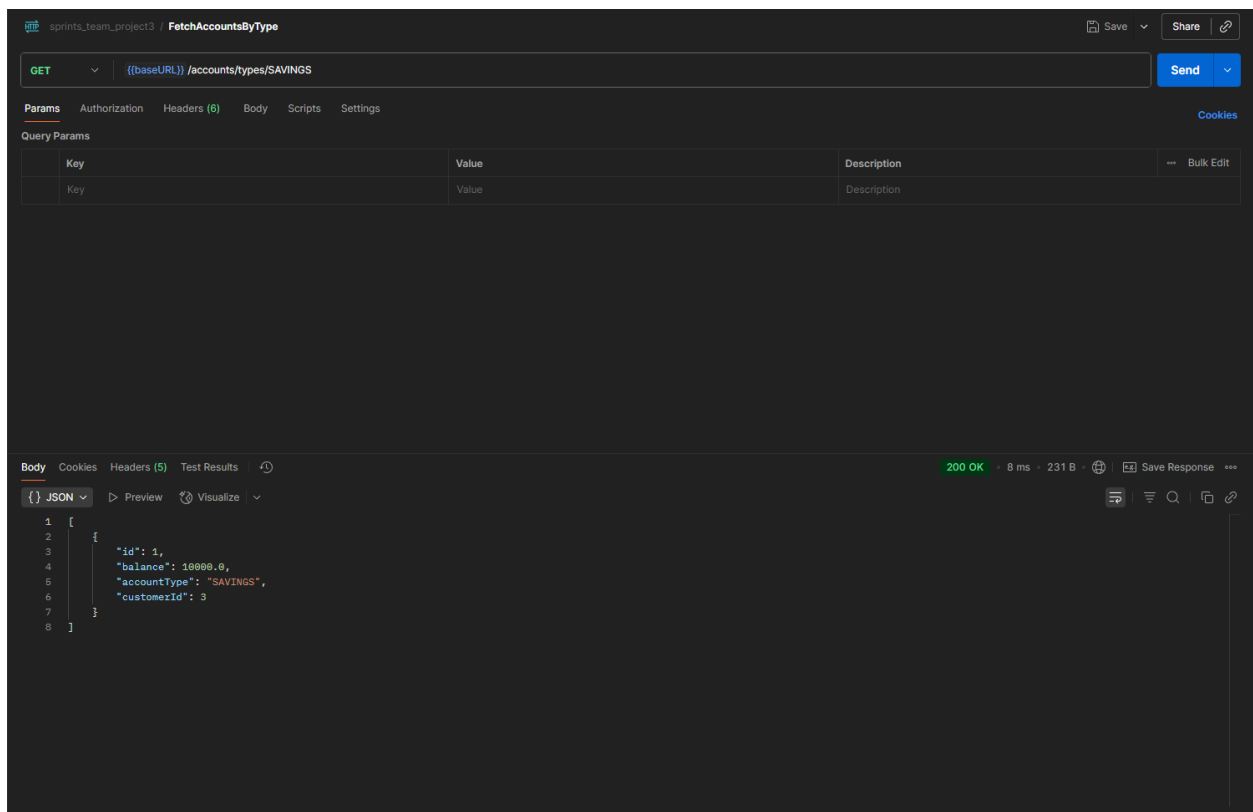 HTTP sprints_team_project3 / FetchAccountsByType Save Share
GET {{baseURL}} /accounts/types/SAVINGS Send
Params Authorization Headers (6) Body Scripts Settings Cookies
Query Params
Key Value Description Bulk Edit
Key Value Description
Body Cookies Headers (5) Test Results 200 OK 8 ms 231 B e.g. Save Response
{} JSON Preview Visualize
1 [
2 {
3 "id": 1,
4 "balance": 10000.0,
5 "accountType": "SAVINGS",
6 "customerId": 3
7 }
8 ]